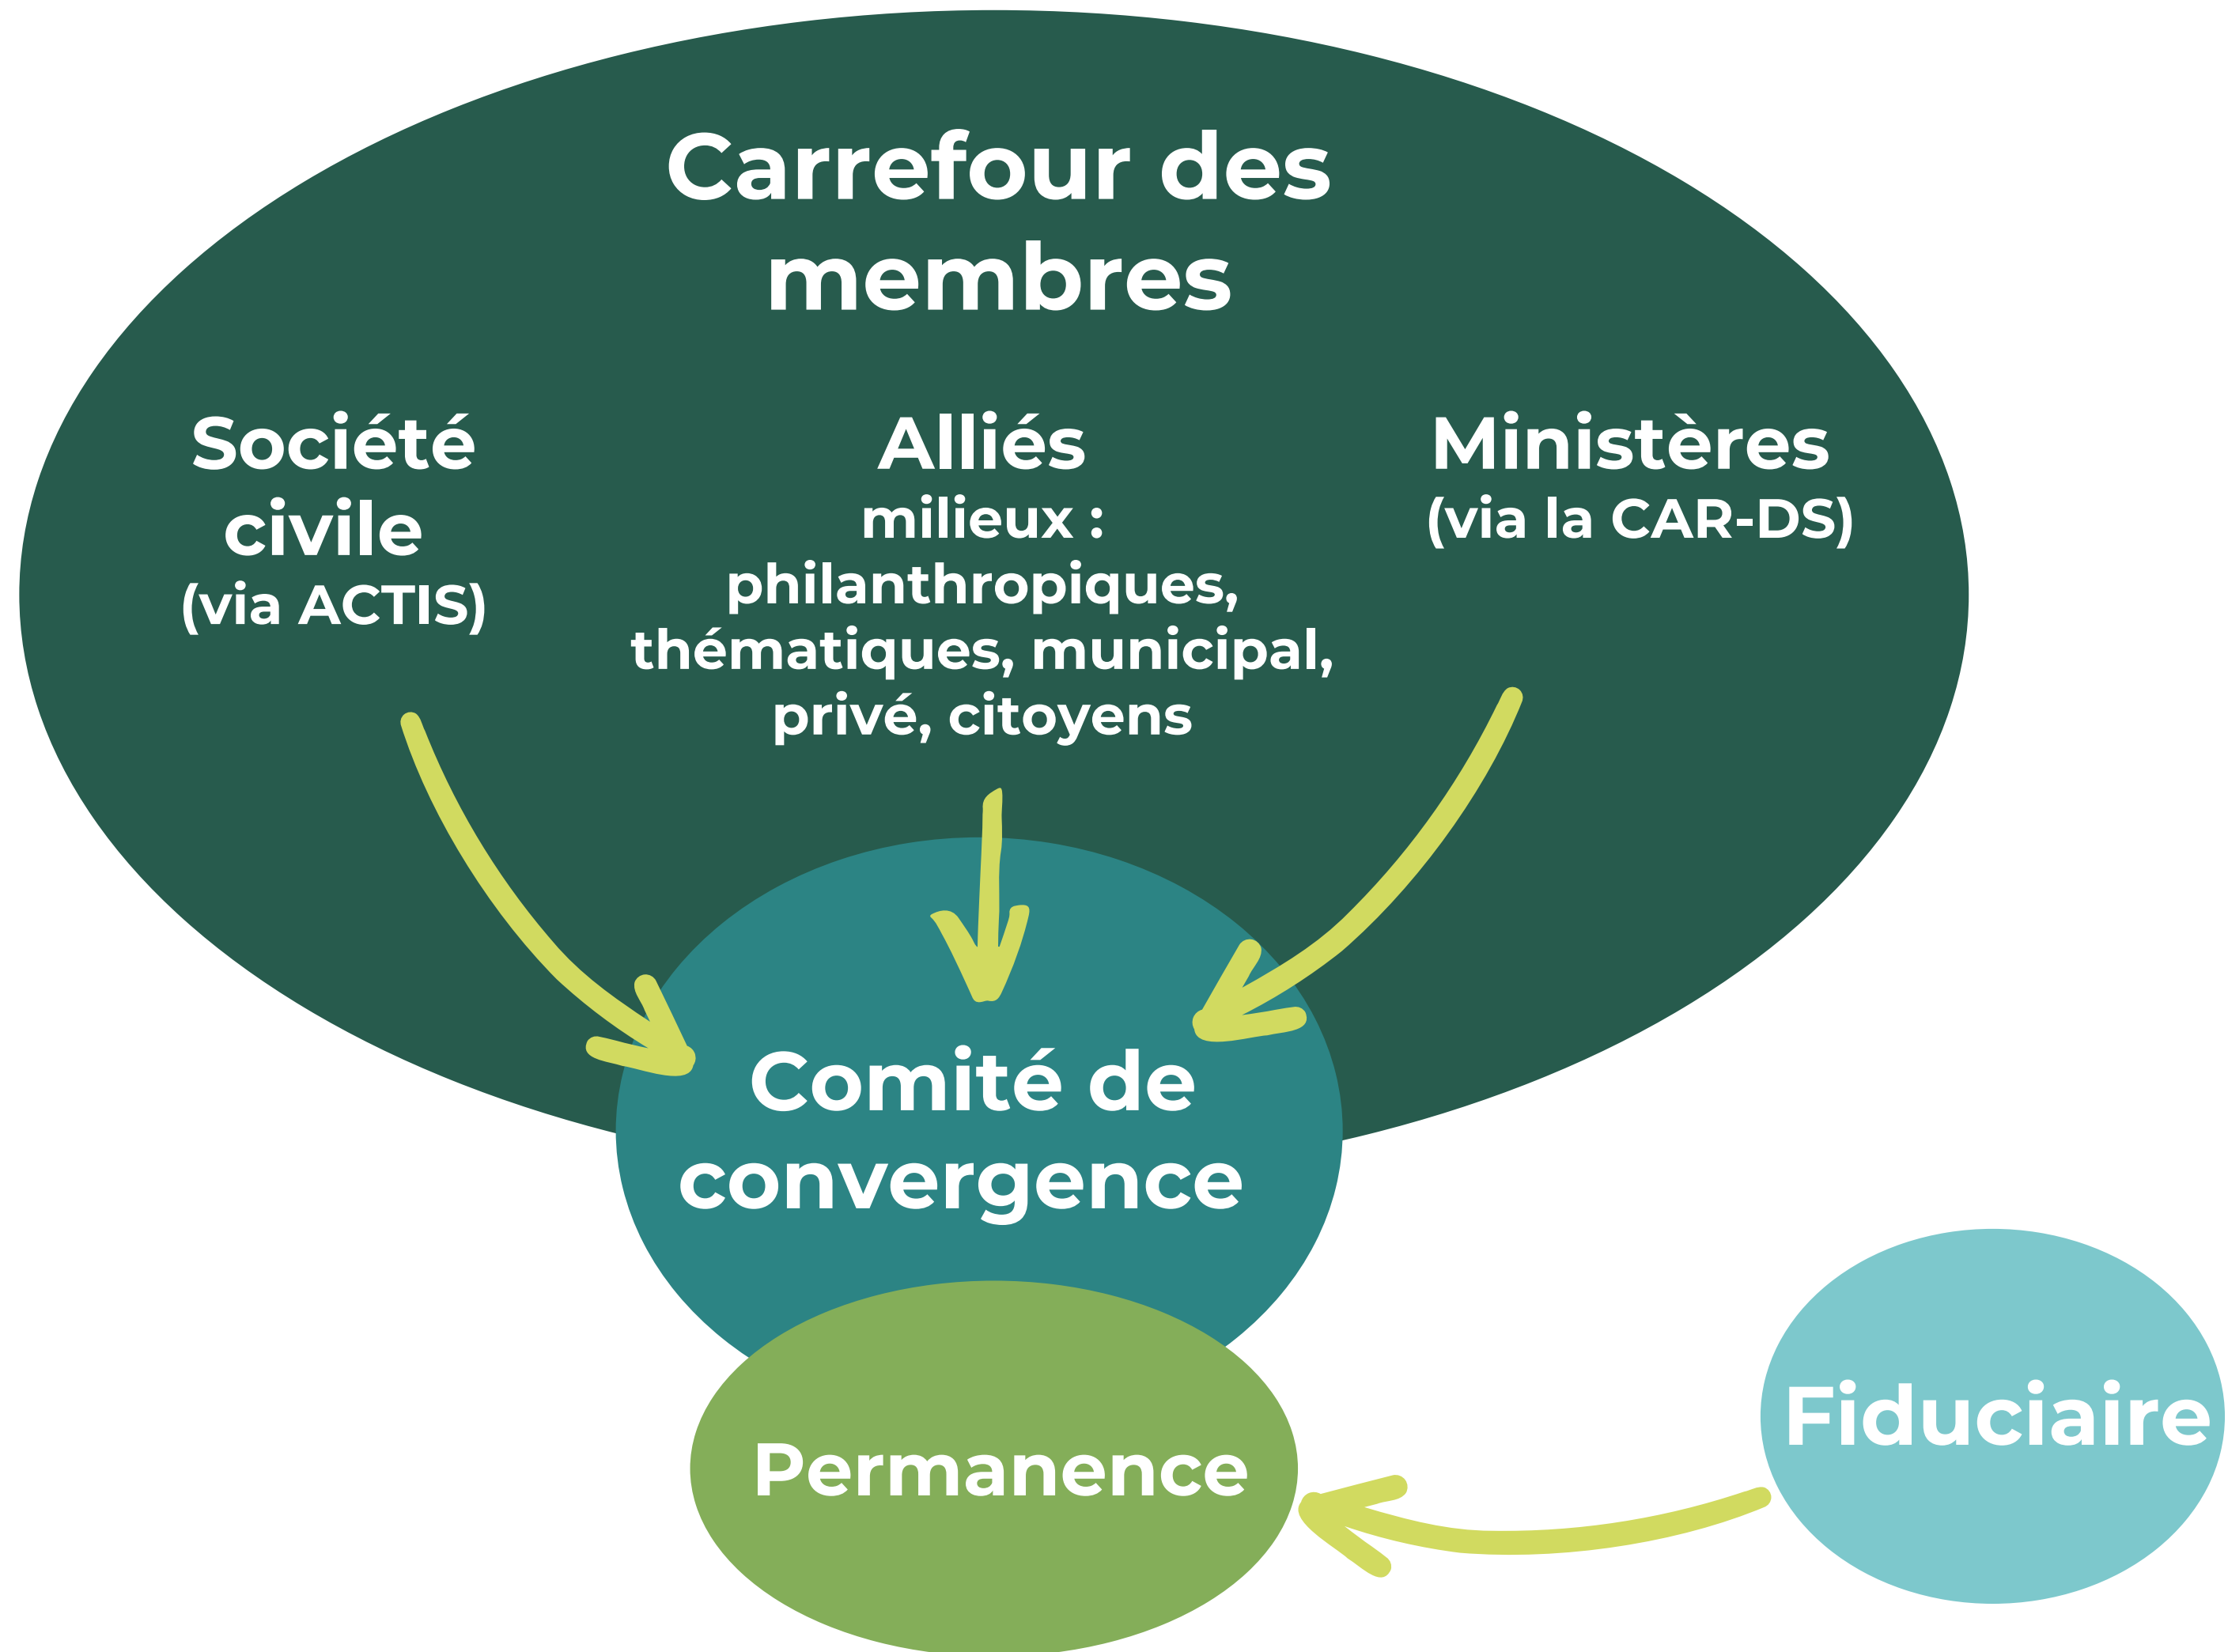 Carrefour des
membres
Société
civile
(via ACTIS)
Alliés
milieux :
philanthropiques,
thématiques, municipal,
privé, citoyens
Ministères
(via la CAR-DS)
Comité de
convergence
Permanence
Fiduciaire